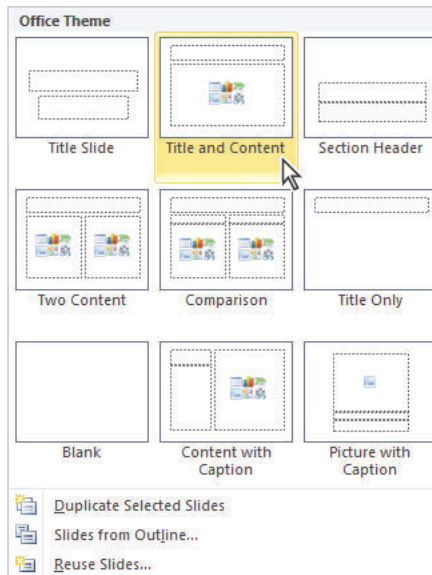 Office Theme
Title Slide
Title and Content
Section Header
Two Content
Comparison
Title Only
Blank
Content with
Caption
Picture with
Caption
Duplicate Selected Slides
Slides from Outline...
Reuse Slides...